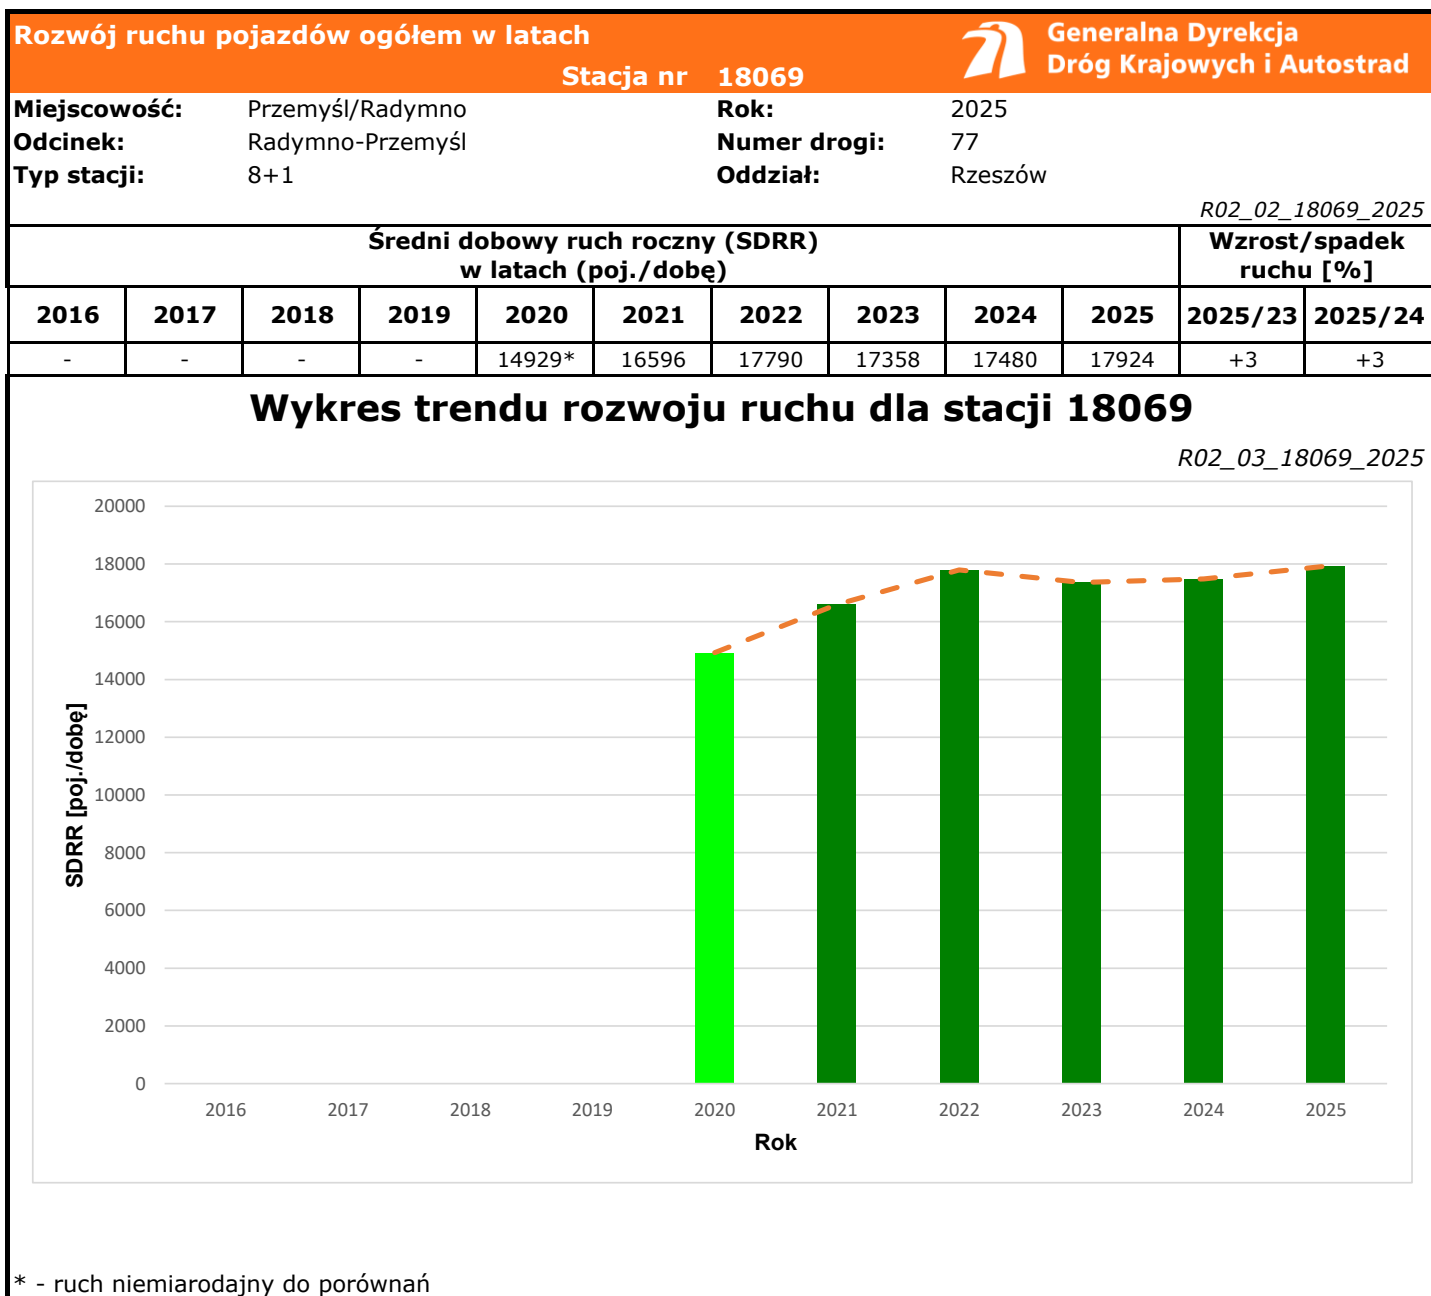 Rozwój ruchu pojazdów ogółem w latach
Generalna Dyrekcja
Dróg Krajowych i Autostrad
Stacja nr 18069
Miejscowość: Przemyśl/Radymno Rok: 2025
Odcinek: Radymno-Przemyśl Numer drogi: 77
Typ stacji: 8+1 Oddział: Rzeszów
R02_02_18069_2025
Średni dobowy ruch roczny (SDRR)
w latach (poj./dobę)
Wzrost/spadek
ruchu [%]
2016 2017 2018 2019 2020 2021 2022 2023 2024 2025 2025/23 2025/24
- - - - 14929* 16596 17790 17358 17480 17924 +3 +3
Wykres trendu rozwoju ruchu dla stacji 18069
R02_03_18069_2025
20000
18000
16000
14000
12000
10000
8000
6000
4000
2000
0
SDRR [poj./dobę]
2016 2017 2018 2019 2020 2021 2022 2023 2024 2025
Rok
* - ruch niemiarodajny do porównań